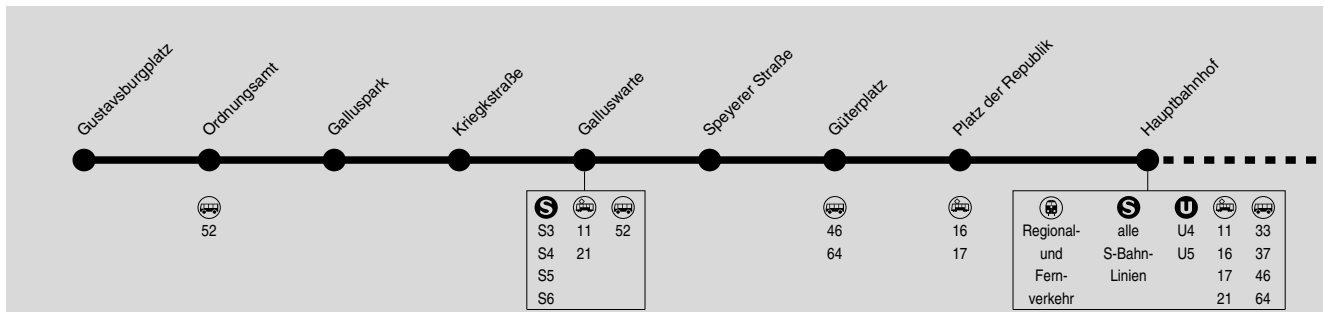 Gustavsburgplatz
Ordnungsamt
Galluspark
Kriegkstraße
Galluswarte
Speyerer Straße
Güterplatz
Platz der Republik
Hauptbahnhof
52
S
S3 11 52
S4 21
S5
S6
46
64
16
17
S U
Regional- alle U4 11 33
und S-Bahn- U5 16 37
Fern- Linien 17 46
verkehr 21 64